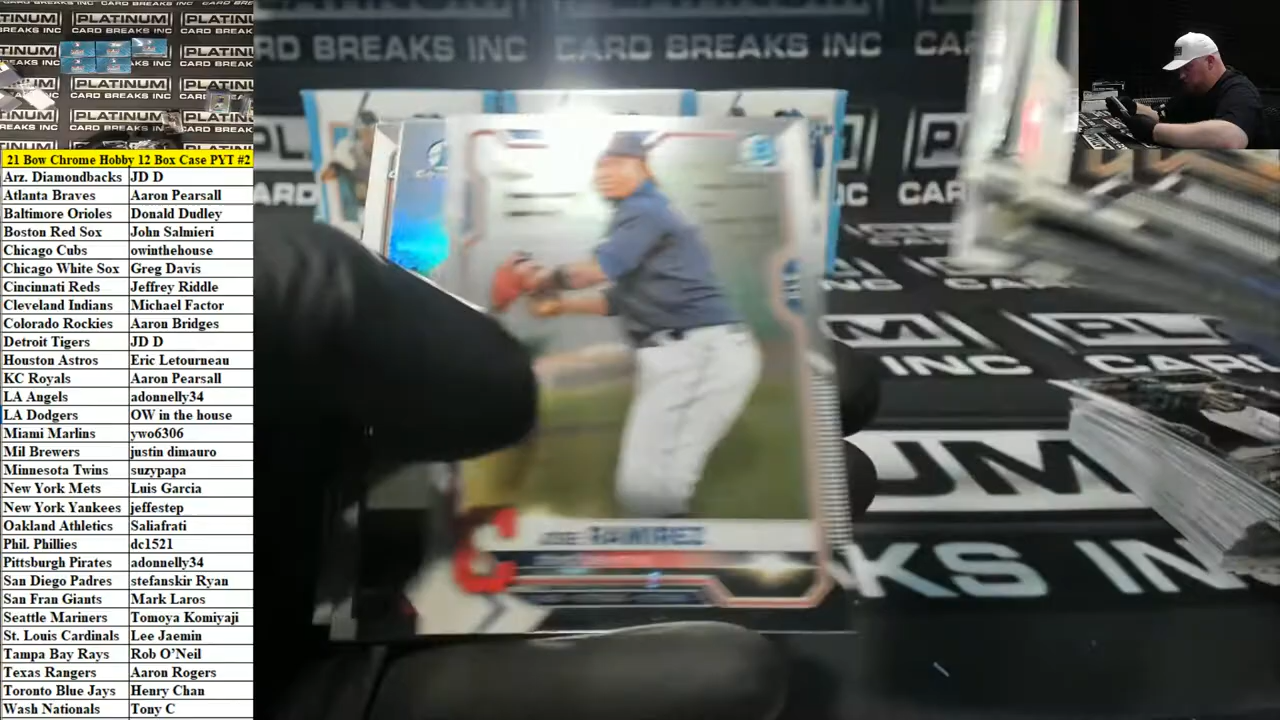 21 Bow Chrome Hobby 12 Box Case PYT #2
Arz. Diamondbacks JD D
Atlanta Braves Aaron Pearsall
Baltimore Orioles Donald Dudley
Boston Red Sox John Salmieri
Chicago Cubs owinthehouse
Chicago White Sox Greg Davis
Cincinnati Reds Jeffrey Riddle
Cleveland Indians Michael Factor
Colorado Rockies Aaron Bridges
Detroit Tigers JD D
Houston Astros Eric Letourneau
KC Royals Aaron Pearsall
LA Angels adonnelly34
LA Dodgers OW in the house
Miami Marlins ywo6306
Mil Brewers justin dimauro
Minnesota Twins suzypapa
New York Mets Luis Garcia
New York Yankees jeffestep
Oakland Athletics Saliafrati
Phil. Phillies dc1521
Pittsburgh Pirates adonnelly34
San Diego Padres stefanskir Ryan
San Fran Giants Mark Laros
Seattle Mariners Tomoya Komiyaji
St. Louis Cardinals Lee Jaemin
Tampa Bay Rays Rob O'Neil
Texas Rangers Aaron Rogers
Toronto Blue Jays Henry Chan
Wash Nationals Tony C
PLATINUM
CARD BREAKS INC
CARD BREAKS INC
JOSE RAMIREZ
C
UM
KS INC